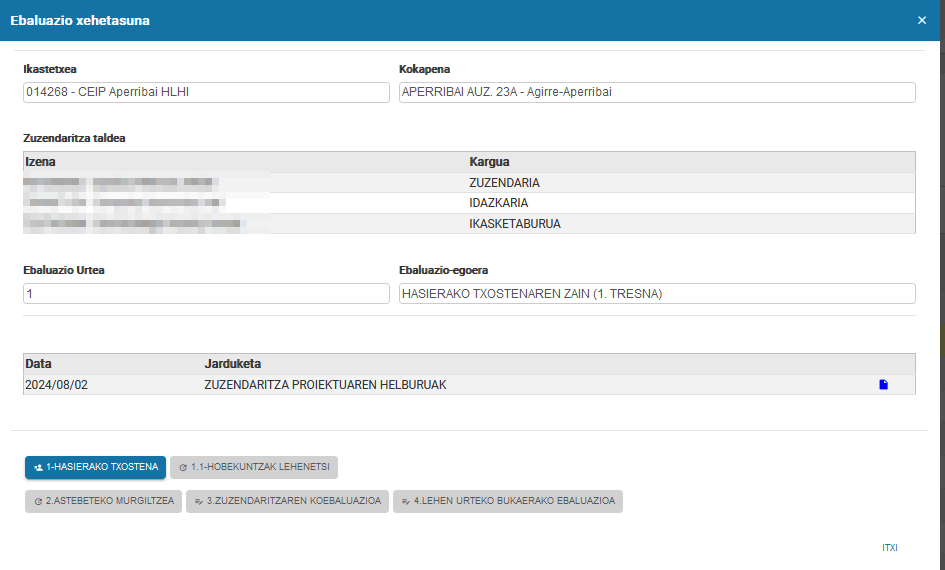 Ebaluazio xehetasuna ×
Ikastetxea Kokapena
014268 - CEIP Aperribai HLHI APERRIBAI AUZ. 23A - Agirre-Aperribai
Zuzendaritza taldea
Izena Kargua
ZUZENDARIA
IDAZKARIA
IKASKETABURUA
Ebaluazio Urtea Ebaluazio-egoera
1 HASIERAKO TXOSTENAREN ZAIN (1. TRESNA)
Data Jarduketa
2024/08/02 ZUZENDARITZA PROIEKTUAREN HELBURUAK
1-HASIERAKO TXOSTENA 1.1-HOBEKUNTZAK LEHENETSI
2.ASTEBETEKO MURGILTZEA 3.ZUZENDARITZAREN KOEBALUAZIOA 4.LEHEN URTEKO BUKAERAKO EBALUAZIOA
ITXI